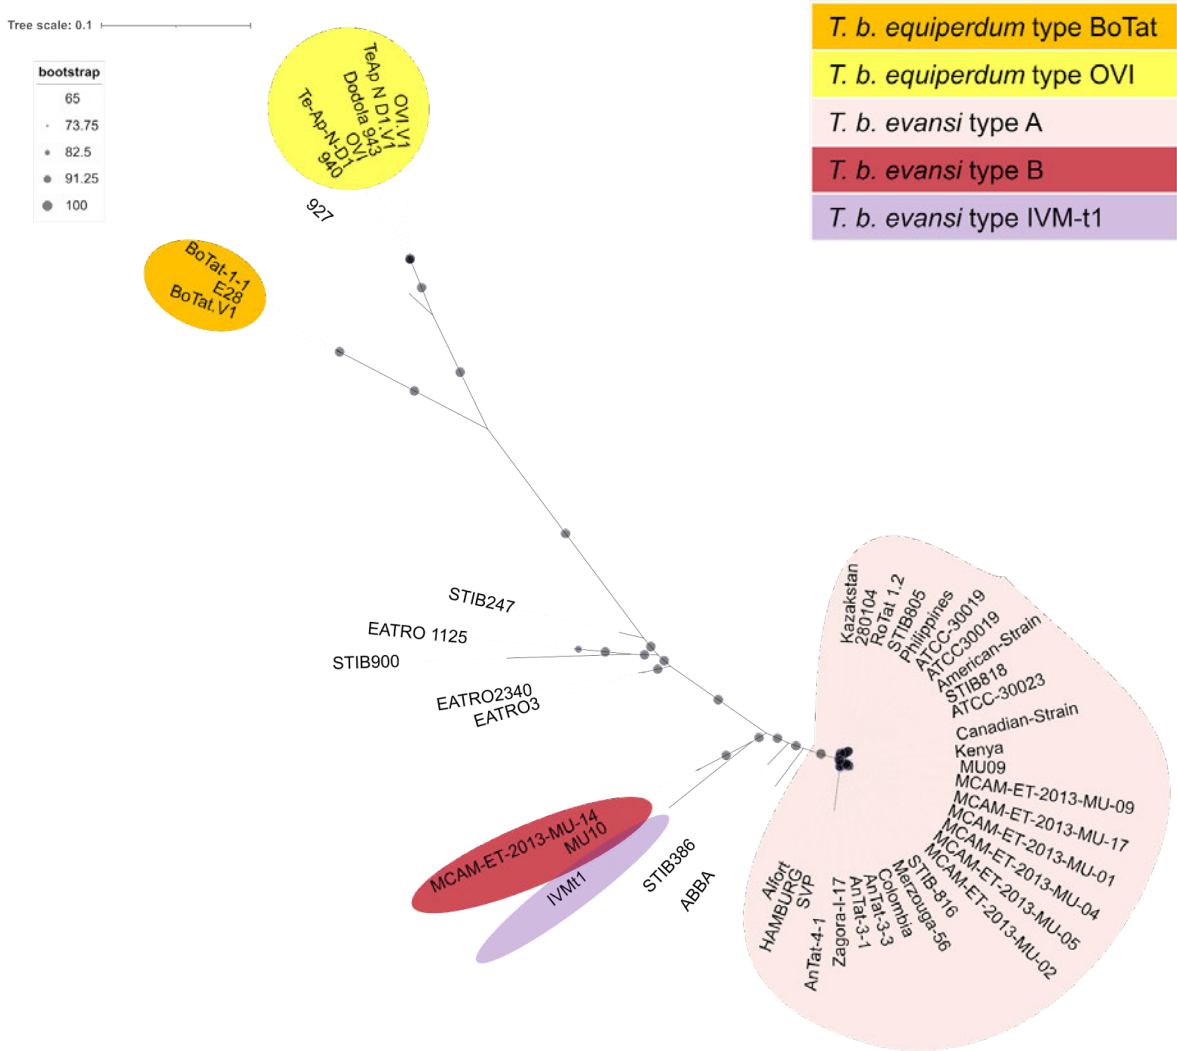 Tree scale: 0.1
bootstrap
65
73.75
82.5
91.25
100
T. b. equiperdum type BoTat
T. b. equiperdum type OVI
T. b. evansi type A
T. b. evansi type B
T. b. evansi type IVM-t1
OVI.V1
TeAp N D1.V1
Dodola 943
OVI
Te-Ap-N-D1
940
927
BoTat-1-1
E28
BoTat.V1
STIB247
EATRO 1125
STIB900
EATRO2340
EATRO3
MCAM-ET-2013-MU-14
MU10
IVMt1
STIB386
ABBA
Kazakstan
280104
RoTat 1.2
STIB805
Philippines
ATCC-30019
ATCC30019
American-Strain
STIB818
ATCC-30023
Canadian-Strain
Kenya
MU09
MCAM-ET-2013-MU-09
MCAM-ET-2013-MU-17
MCAM-ET-2013-MU-01
MCAM-ET-2013-MU-04
MCAM-ET-2013-MU-05
MCAM-ET-2013-MU-02
STIB-816
Merzouga-56
Colombia
AnTat-3-3
AnTat-3-1
Zagora-I-17
AnTat-4-1
SVP
HAMBURG
Alfort